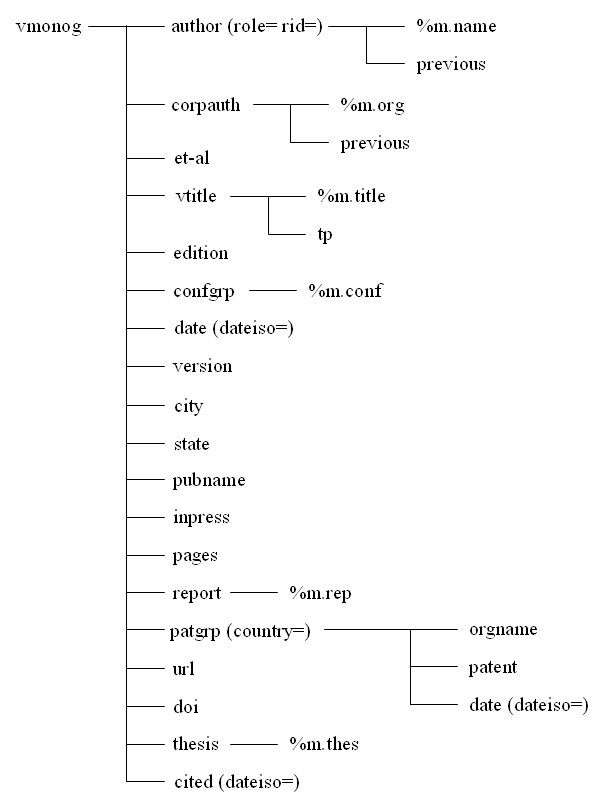 vmonog author (role= rid=) %m.name
previous
corpauth %m.org
previous
et-al
vtitle %m.title
tp
edition
confgrp %m.conf
date (dateiso=)
version
city
state
pubname
inpress
pages
report %m.rep
patgrp (country=) orgname
patent
url
date (dateiso=)
doi
thesis %m.thes
cited (dateiso=)